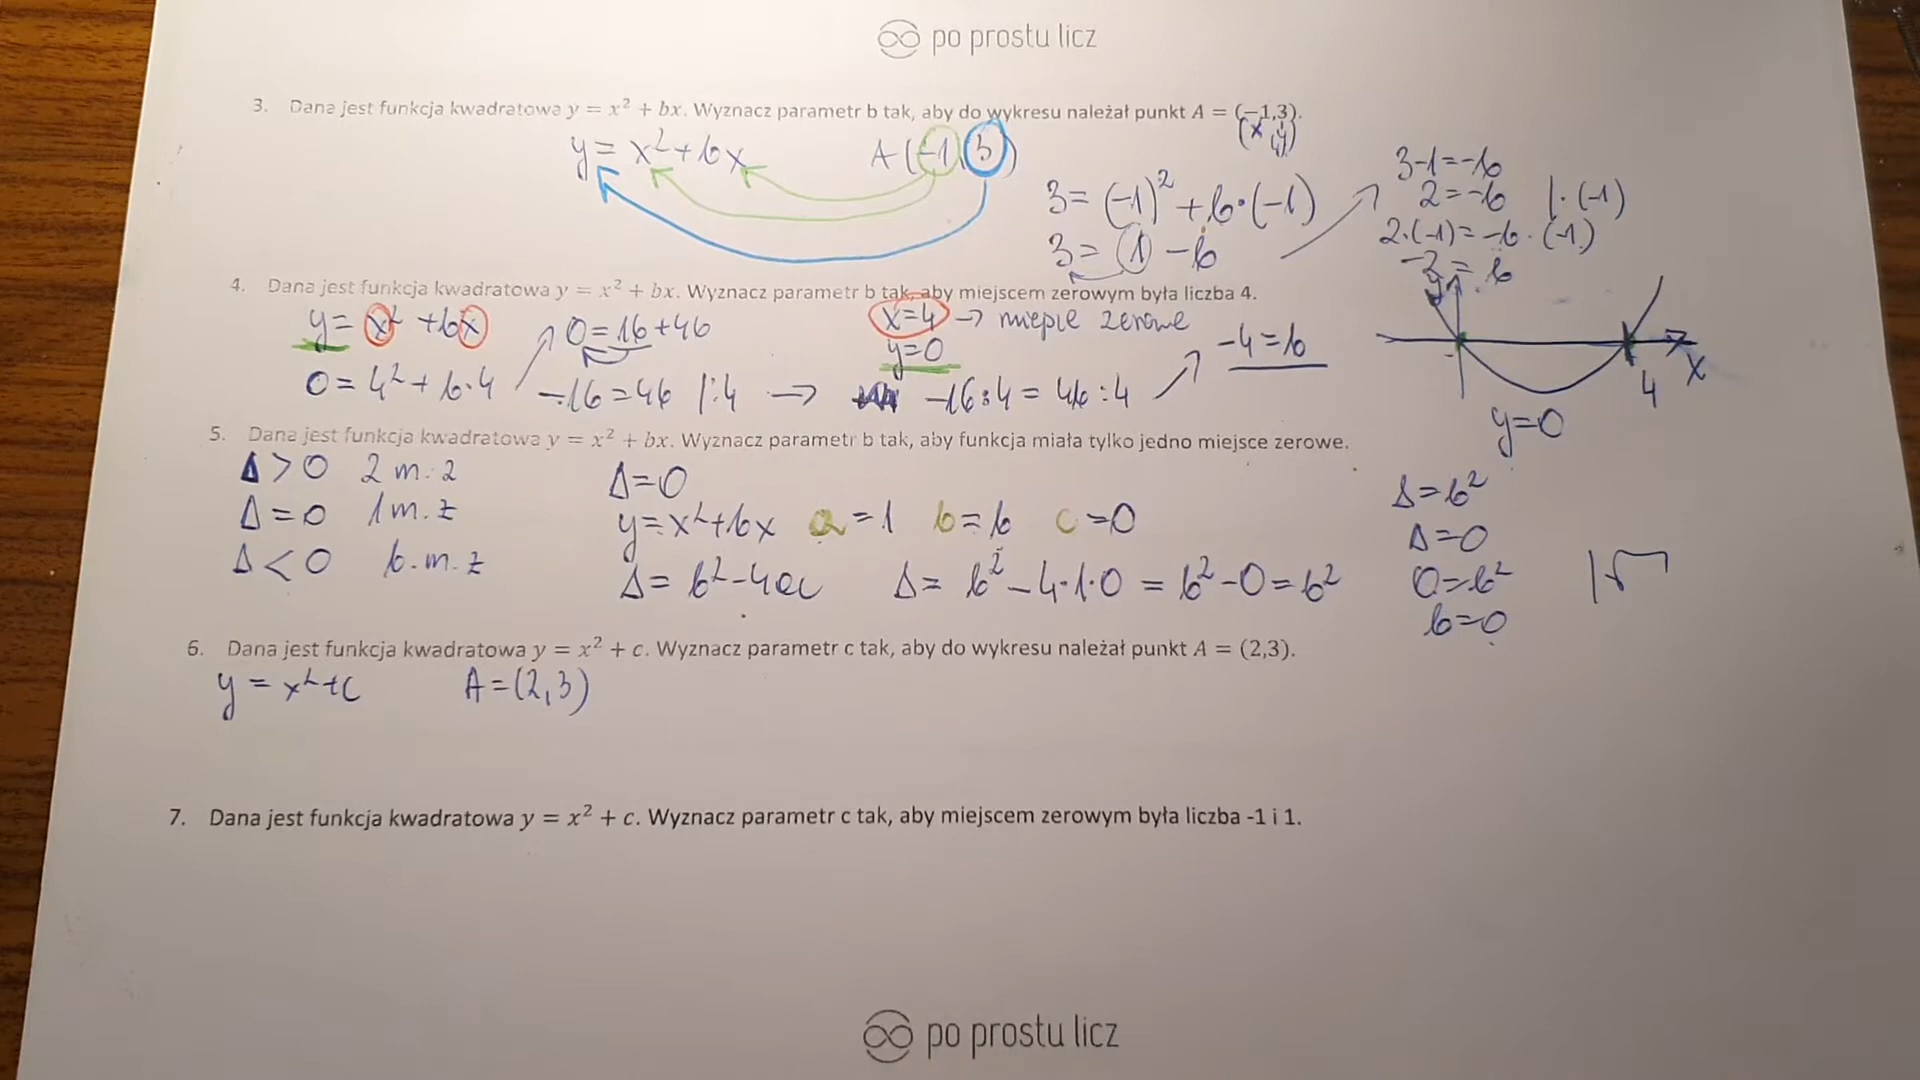 po prostu licz
3. Dana jest funkcja kwadratowa y = x² + bx. Wyznacz parametr b tak, aby do wykresu należał punkt A = (−1,3).
(x, y)
y = x² + bx A(-1, 3)
3 = (-1)² + b·(-1)
3 = 1 - b
3-1=-b
2=-b |·(-1)
2·(-1)=-b·(-1)
-2=b
4. Dana jest funkcja kwadratowa y = x² + bx. Wyznacz parametr b tak, aby miejscem zerowym była liczba 4.
y = x² + bx 0=16+4b x=4 → miejsce zerowe
y=0 -4=b
0 = 4² + b·4 -16=4b |:4 → -16:4 = 4b:4
y x 4
y=0
5. Dana jest funkcja kwadratowa y = x² + bx. Wyznacz parametr b tak, aby funkcja miała tylko jedno miejsce zerowe.
Δ>0 2 m. z Δ=0 Δ=b²
Δ=0 1 m. z y=x²+bx a=1 b=b c=0 Δ=0
Δ<0 b.m.z Δ= b²-4ac Δ= b²-4·1·0 = b²-0=b² 0=b² |√
b=0
6. Dana jest funkcja kwadratowa y = x² + c. Wyznacz parametr c tak, aby do wykresu należał punkt A = (2,3).
y = x²+c A=(2,3)
7. Dana jest funkcja kwadratowa y = x² + c. Wyznacz parametr c tak, aby miejscem zerowym była liczba -1 i 1.
po prostu licz